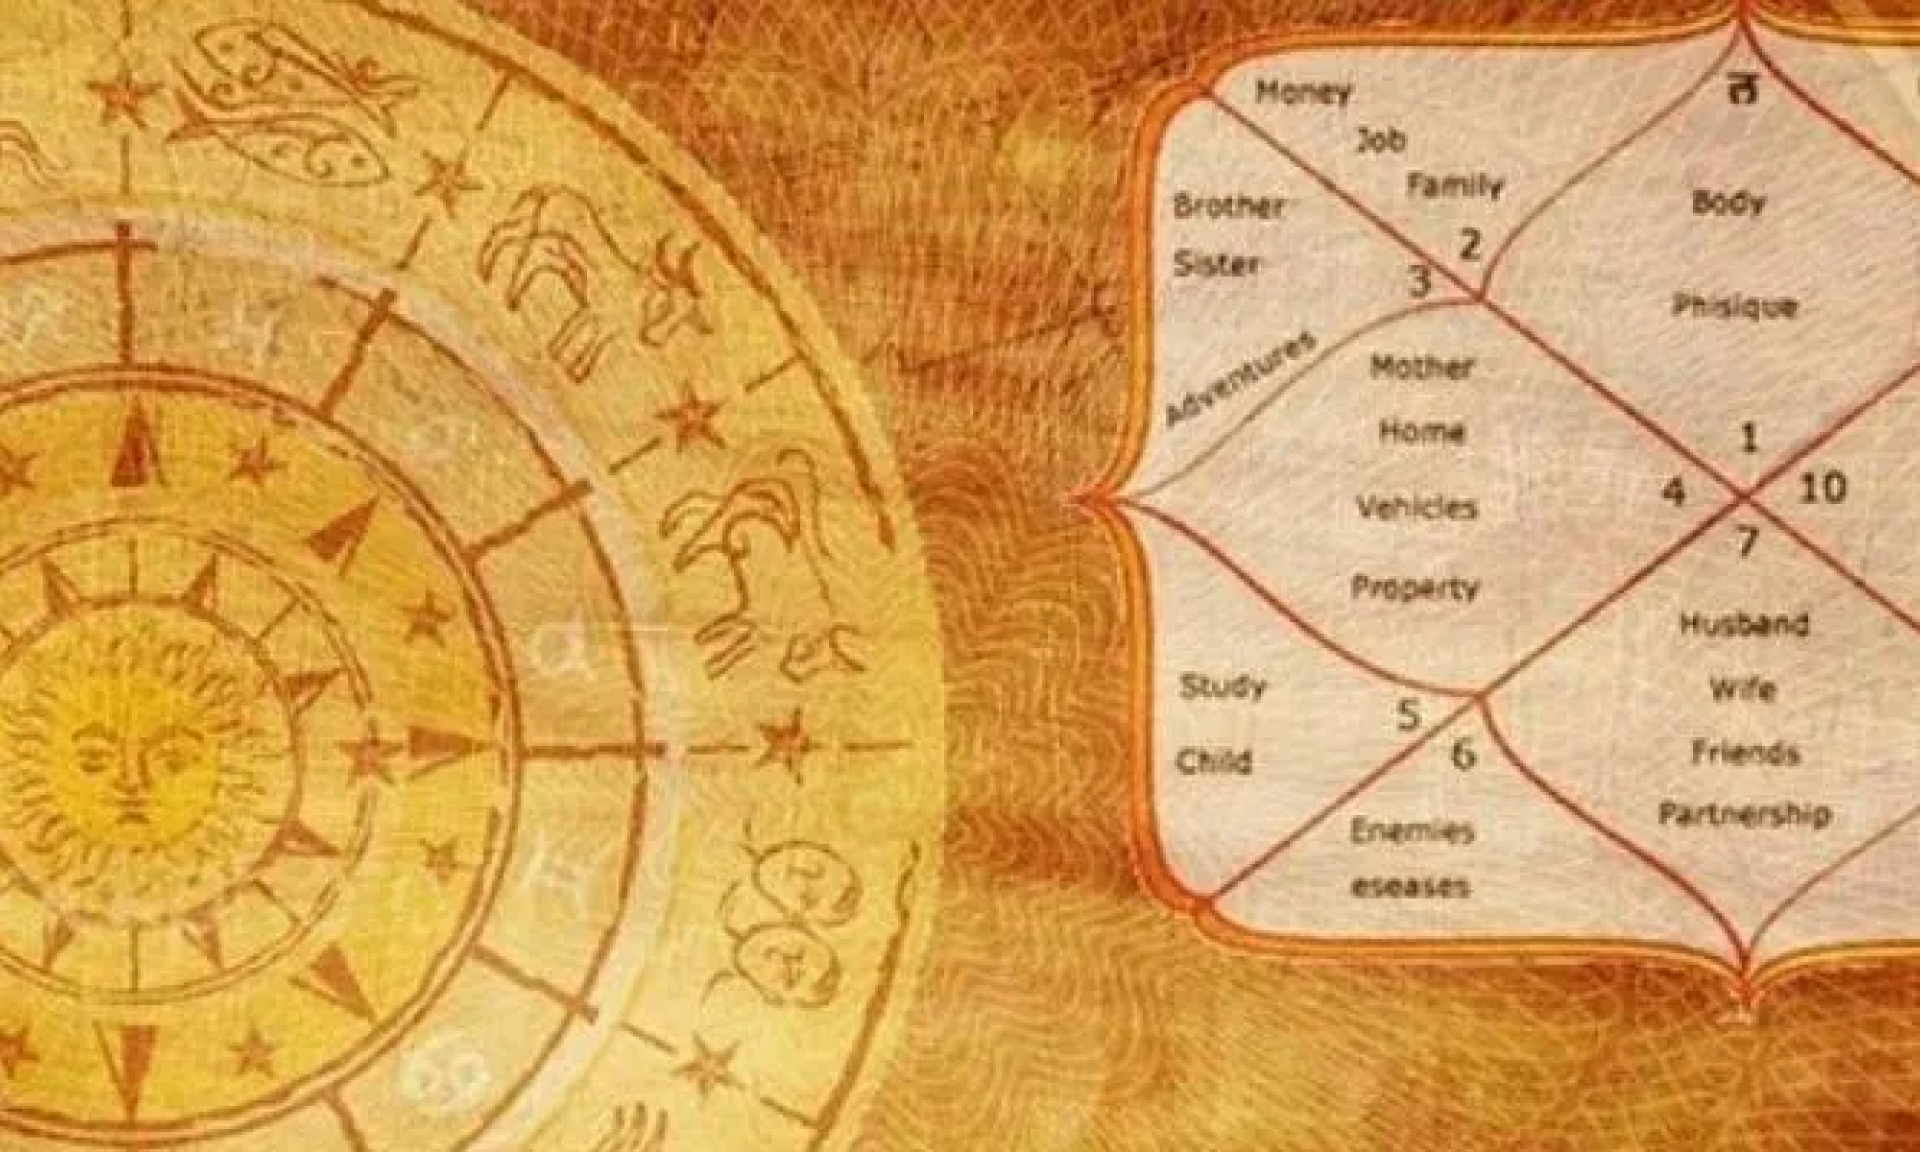 Money
Job
Family
2
Brother
Sister
3
Adventures
ल
Body
Phisique
1
Mother
Home
Vehicles
Property
4
10
7
Study
Child
5
6
Enemies
eseases
Husband
Wife
Friends
Partnership